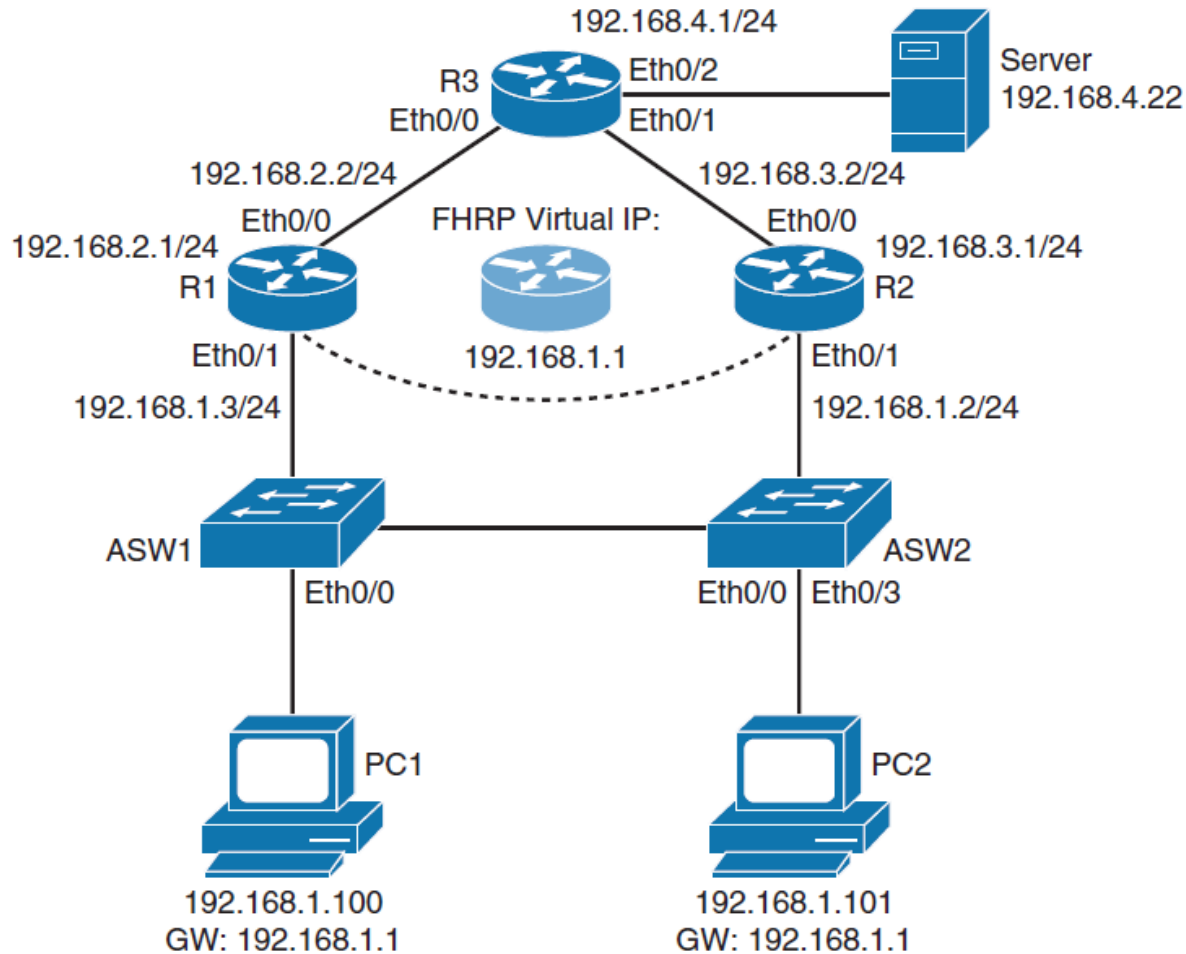 192.168.4.1/24
R3
Eth0/2
Server
192.168.4.22
Eth0/0
Eth0/1
192.168.2.2/24
192.168.3.2/24
Eth0/0
FHRP Virtual IP:
Eth0/0
192.168.2.1/24
192.168.3.1/24
R1
R2
Eth0/1
192.168.1.1
Eth0/1
192.168.1.3/24
192.168.1.2/24
ASW1
ASW2
Eth0/0
Eth0/0
Eth0/3
PC1
PC2
192.168.1.100
GW: 192.168.1.1
192.168.1.101
GW: 192.168.1.1